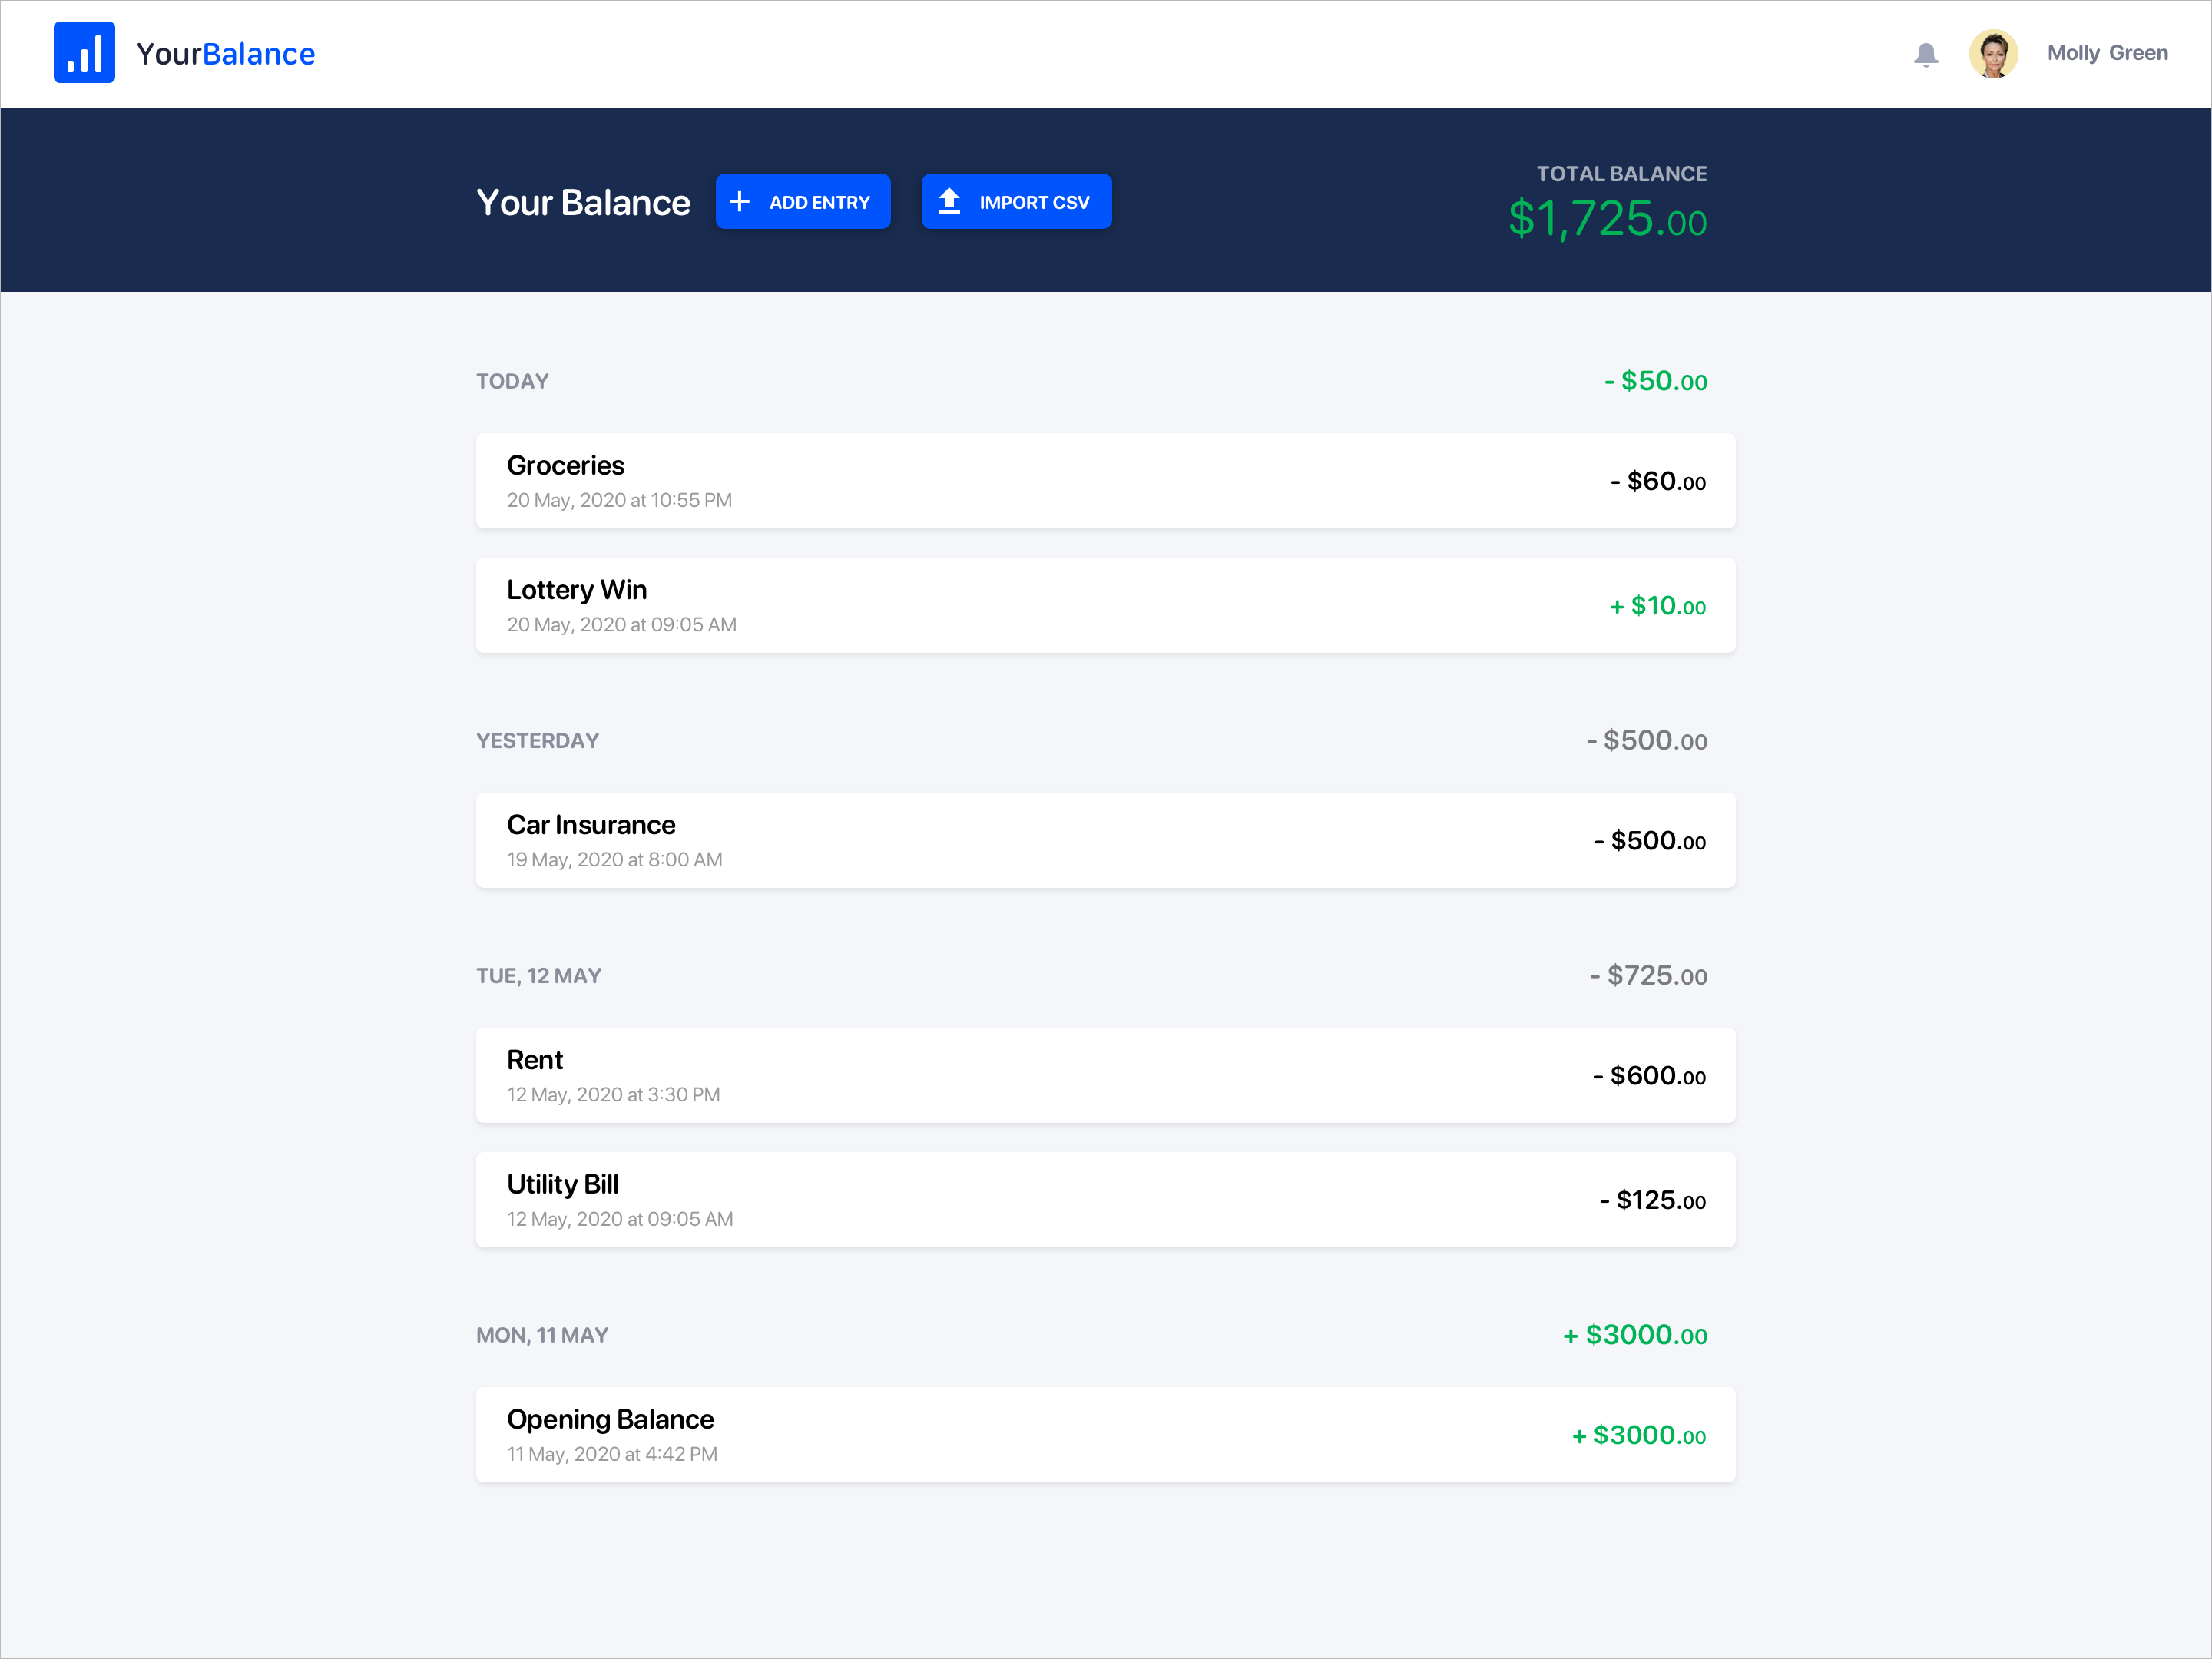 YourBalance
Molly Green
Your Balance
ADD ENTRY
IMPORT CSV
TOTAL BALANCE
$1,725.00
TODAY
- $50.00
Groceries
20 May, 2020 at 10:55 PM
- $60.00
Lottery Win
20 May, 2020 at 09:05 AM
+ $10.00
YESTERDAY
- $500.00
Car Insurance
19 May, 2020 at 8:00 AM
- $500.00
TUE, 12 MAY
- $725.00
Rent
12 May, 2020 at 3:30 PM
- $600.00
Utility Bill
12 May, 2020 at 09:05 AM
- $125.00
MON, 11 MAY
+ $3000.00
Opening Balance
11 May, 2020 at 4:42 PM
+ $3000.00